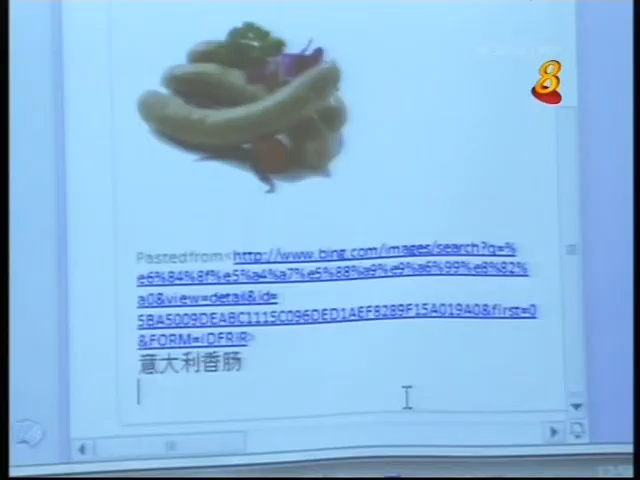 8
Pasted from <http://www.bing.com/images/search?q=%
e6%84%8f%e5%a4%a7%e5%88%a9%e9%a6%99%e8%82%
a0&view=detail&id=
5BA5009DEABC1115C096DED1AEF8289F15A019A0&first=0
&FORM=IDFRIR>
意大利香肠